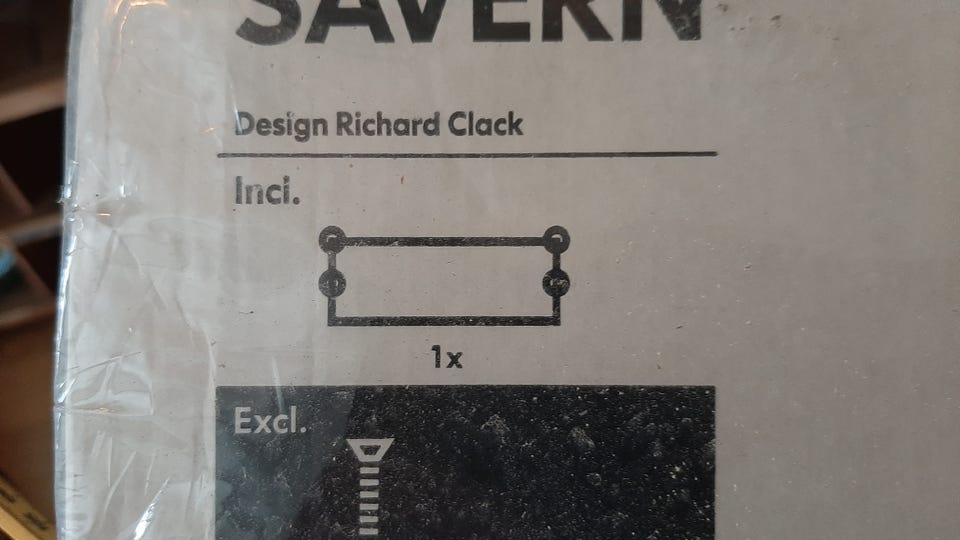 SAVERN
Design Richard Clack
Incl.
1x
Excl.